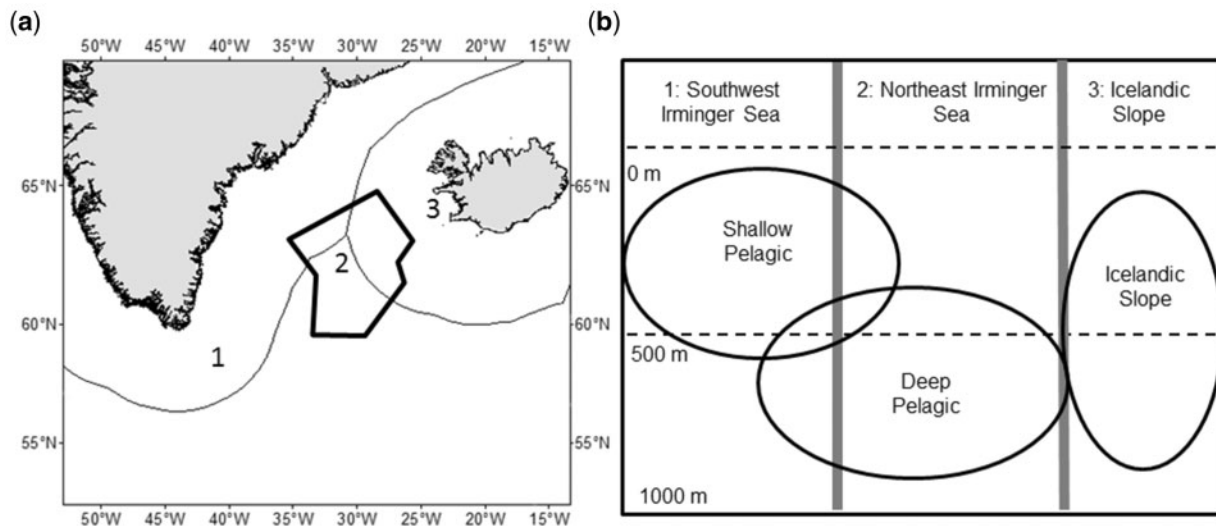 (a)
50°W 45°W 40°W 35°W 30°W 25°W 20°W 15°W
65°N
60°N
55°N
1
2
3
65°N
60°N
55°N
50°W 45°W 40°W 35°W 30°W 25°W 20°W 15°W
(b)
1: Southwest
Irminger Sea
2: Northeast Irminger
Sea
3: Icelandic
Slope
0 m
Shallow
Pelagic
Icelandic
Slope
500 m
Deep
Pelagic
1000 m